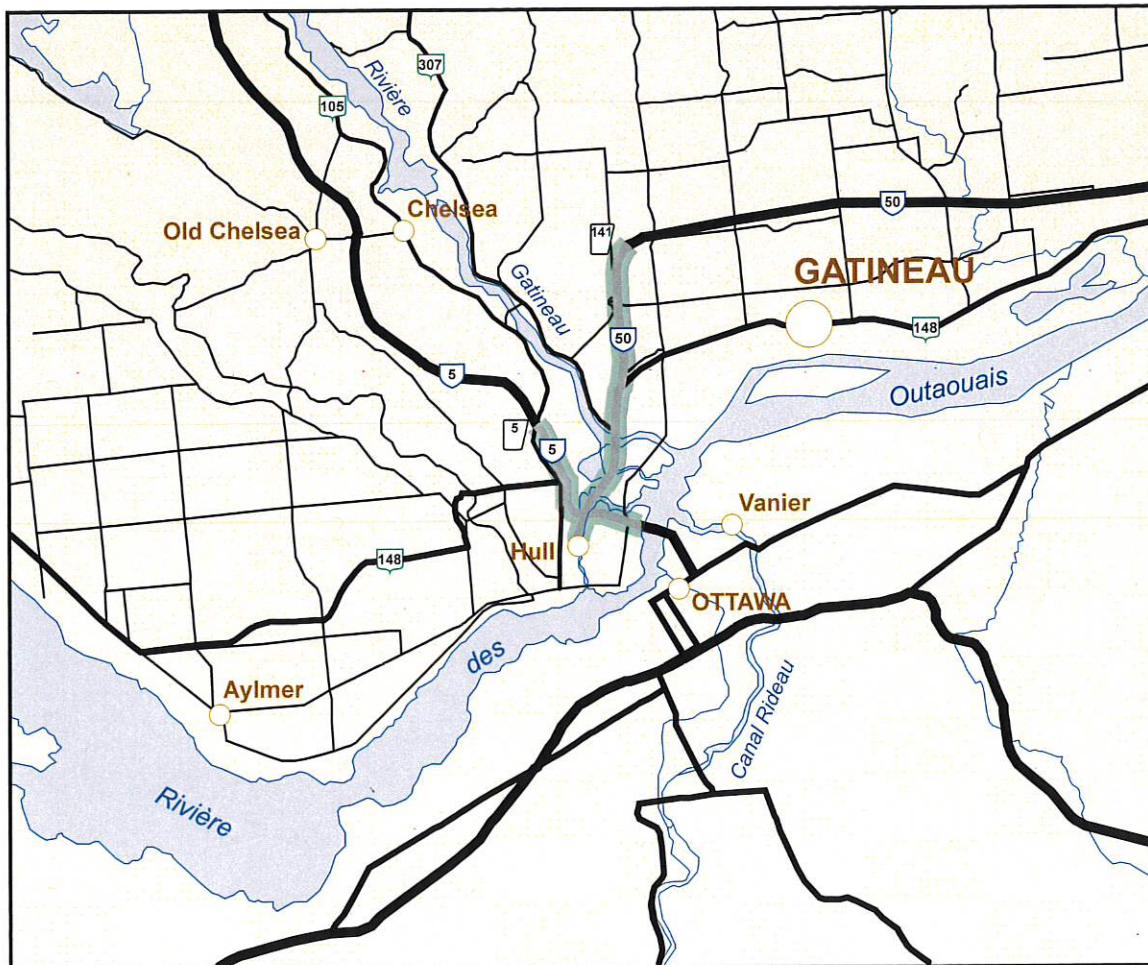 307
Rivière
105
Chelsea
Old Chelsea
50
141
GATINEAU
Gatineau
148
50
5
Outaouais
5
5
Vanier
Hull
148
OTTAWA
des
Aylmer
Canal Rideau
Rivière